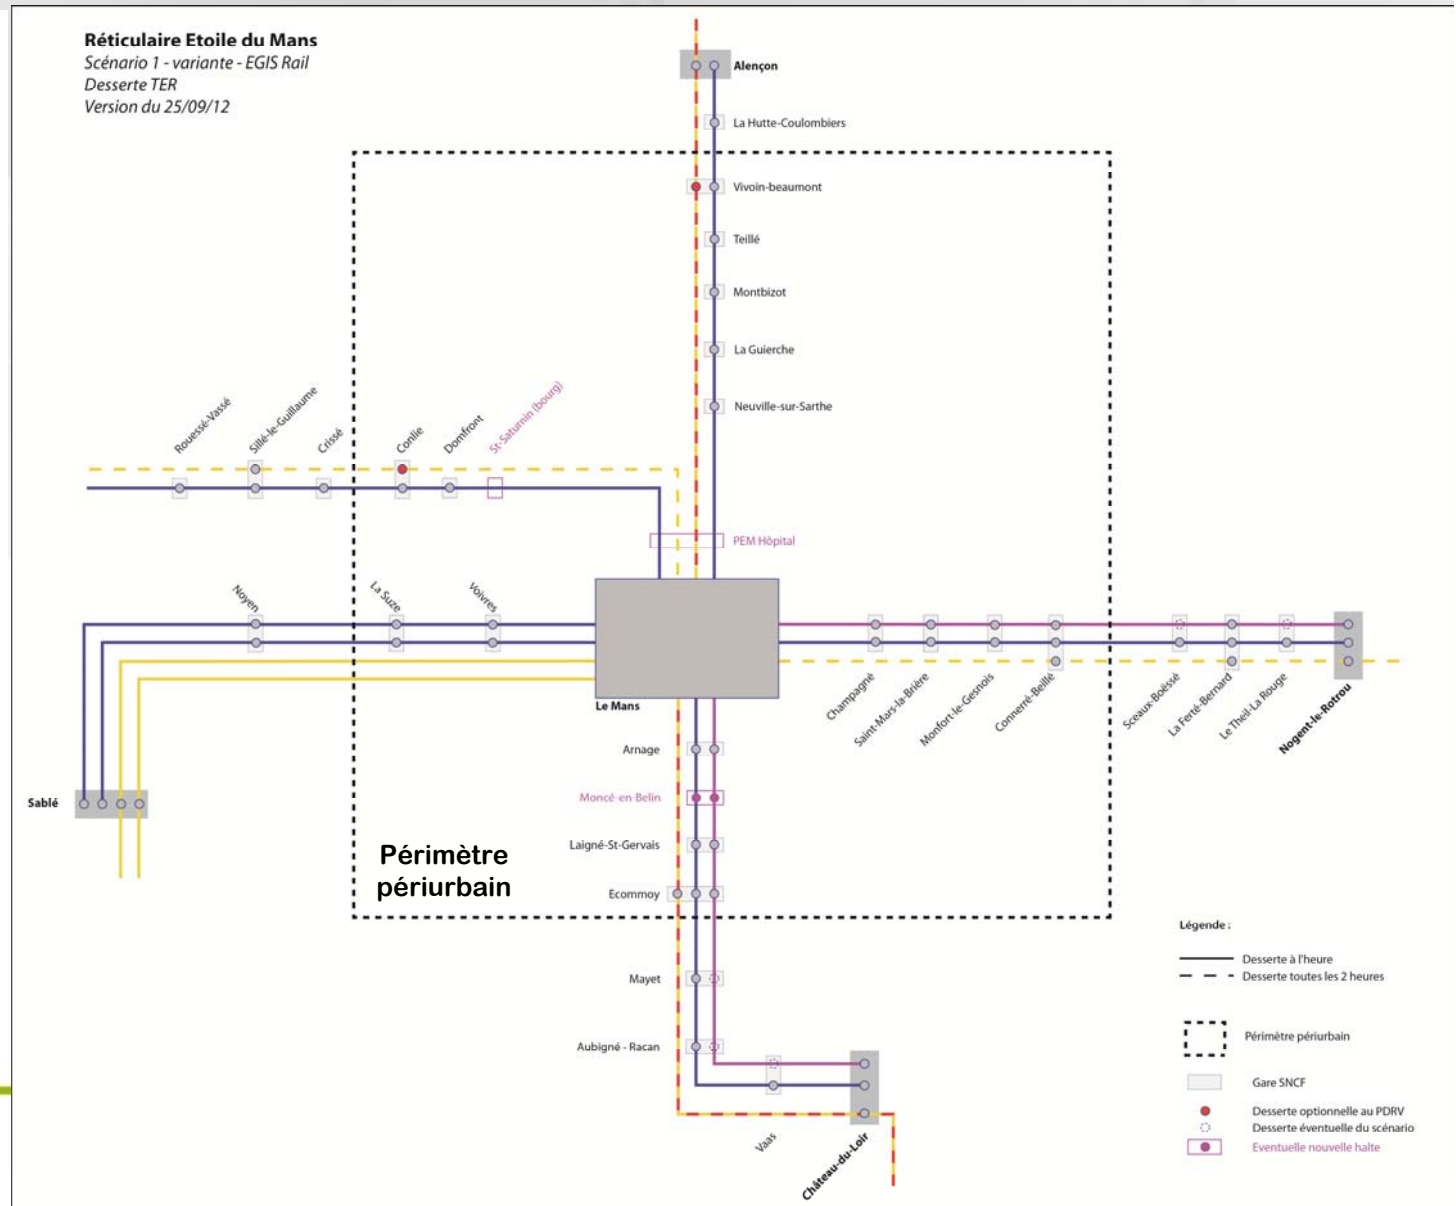 Réticulaire Etoile du Mans
Scénario 1 - variante - EGIS Rail
Desserte TER
Version du 25/09/12
Alençon
La Hutte-Coulombiers
Vivoin-beaumont
Teillé
Montbizot
La Guierche
Neuville-sur-Sarthe
Rouessé-Vassé
Sillé-le-Guillaume
Crissé
Conlie
Domfront
St-Saturnin (bourg)
PEM Hôpital
Noyen
La Suze
Voivres
Le Mans
Champagné
Saint-Mars-la-Brière
Monfort-le-Gesnois
Connerré-Beillé
Sceaux-Boëssé
La Ferté-Bernard
Le Theil-La Rouge
Nogent-le-Rotrou
Arnage
Moncé-en-Belin
Laigné-St-Gervais
Ecommoy
Sablé
Périmètre
périurbain
Mayet
Aubigné - Racan
Vaas
Château-du-Loir
Légende :
Desserte à l'heure
Desserte toutes les 2 heures
Périmètre périurbain
Gare SNCF
Desserte optionnelle au PDRV
Desserte éventuelle du scénario
Eventuelle nouvelle halte